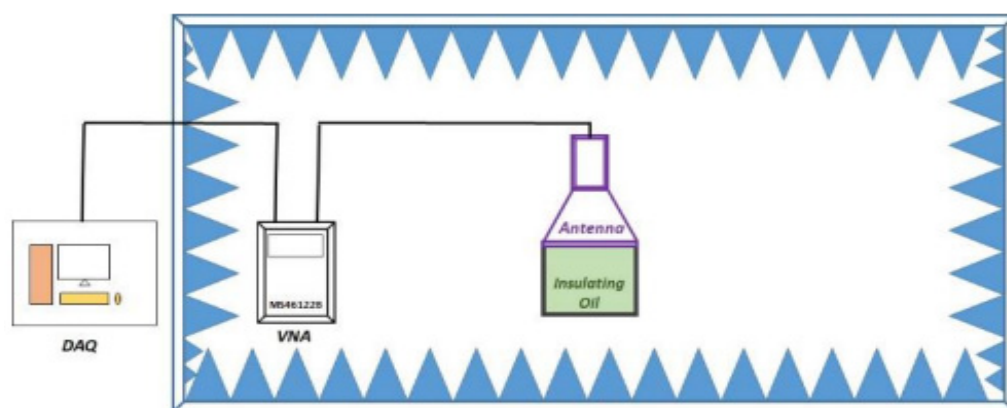 Antenna
Insulating
Oil
MS46122B
VNA
DAQ